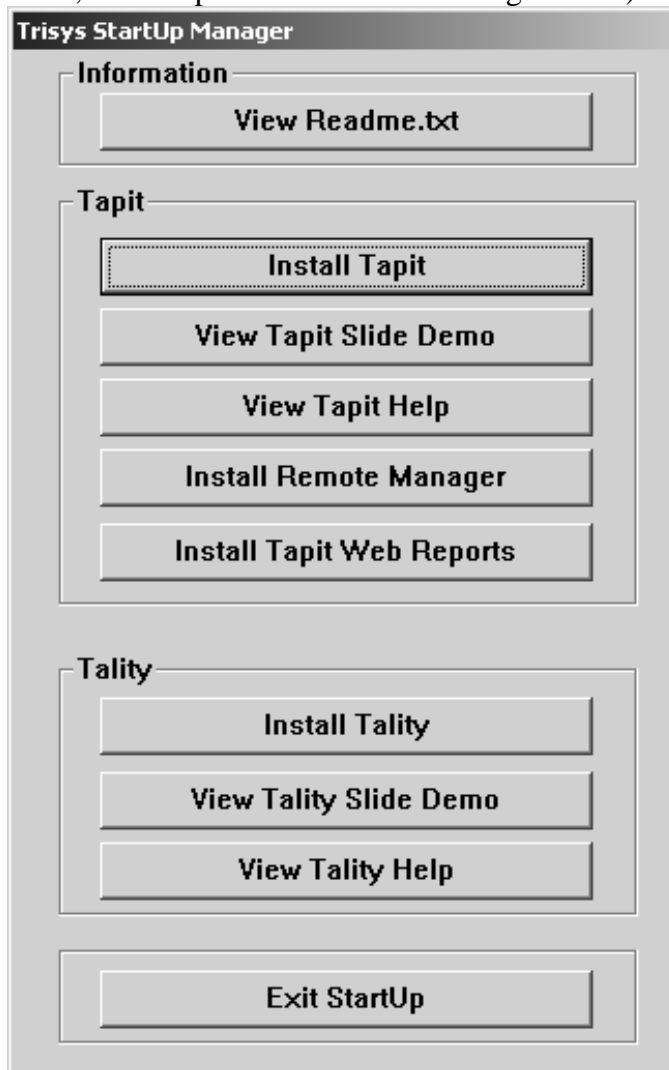 Trisys StartUp Manager
Information
View Readme.txt
Tapit
Install Tapit
View Tapit Slide Demo
View Tapit Help
Install Remote Manager
Install Tapit Web Reports
Tality
Install Tality
View Tality Slide Demo
View Tality Help
Exit StartUp